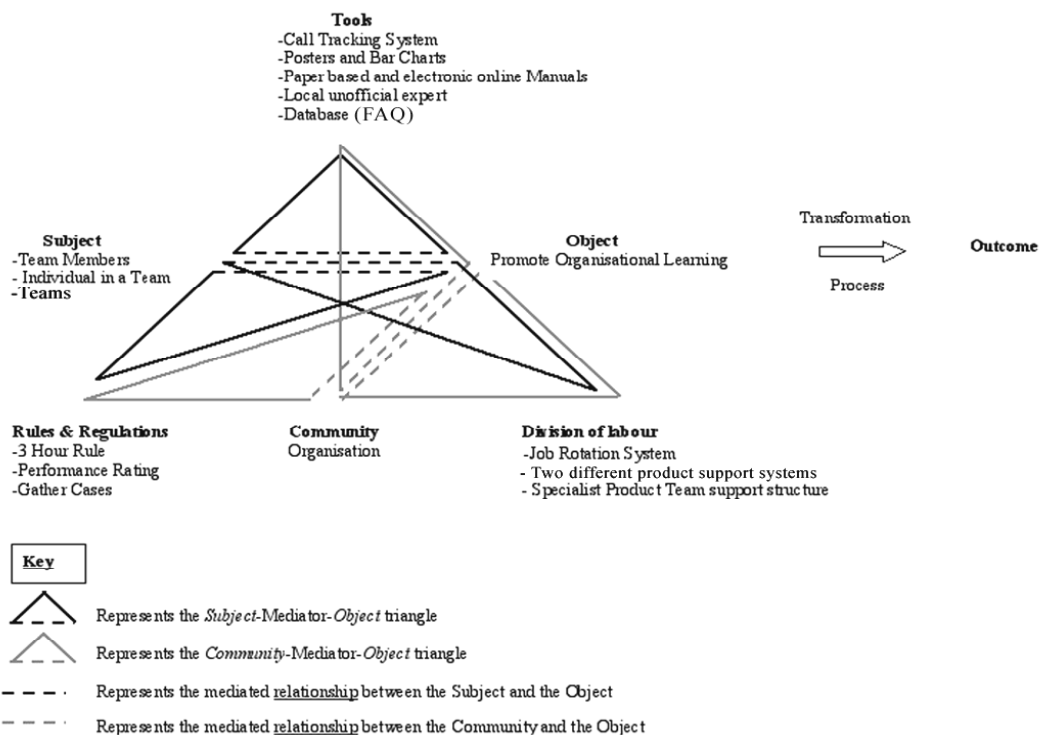 Tools
-Call Tracking System
-Posters and Bar Charts
-Paper based and electronic online Manuals
-Local unofficial expert
-Database (FAQ)
Subject
-Team Members
- Individual in a Team
-Teams
Object
Promote Organisational Learning
Transformation
Process
Outcome
Rules & Regulations
-3 Hour Rule
-Performance Rating
-Gather Cases
Community
Organisation
Division of labour
-Job Rotation System
- Two different product support systems
- Specialist Product Team support structure
Key
Represents the Subject-Mediator-Object triangle
Represents the Community-Mediator-Object triangle
Represents the mediated relationship between the Subject and the Object
Represents the mediated relationship between the Community and the Object